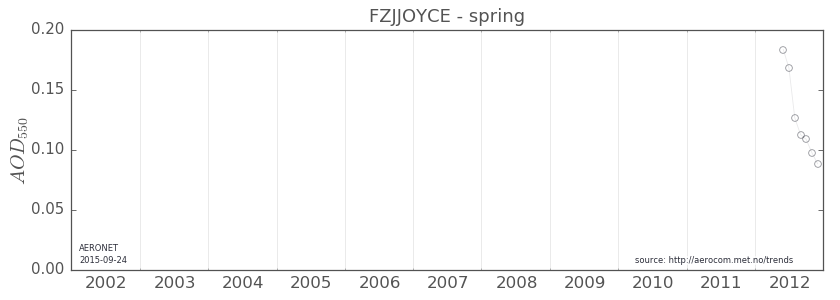 FZJJOYCE - spring
0.20
0.15
0.10
0.05
0.00
AOD550
AERONET
2015-09-24
source: http://aerocom.met.no/trends
2002 2003 2004 2005 2006 2007 2008 2009 2010 2011 2012